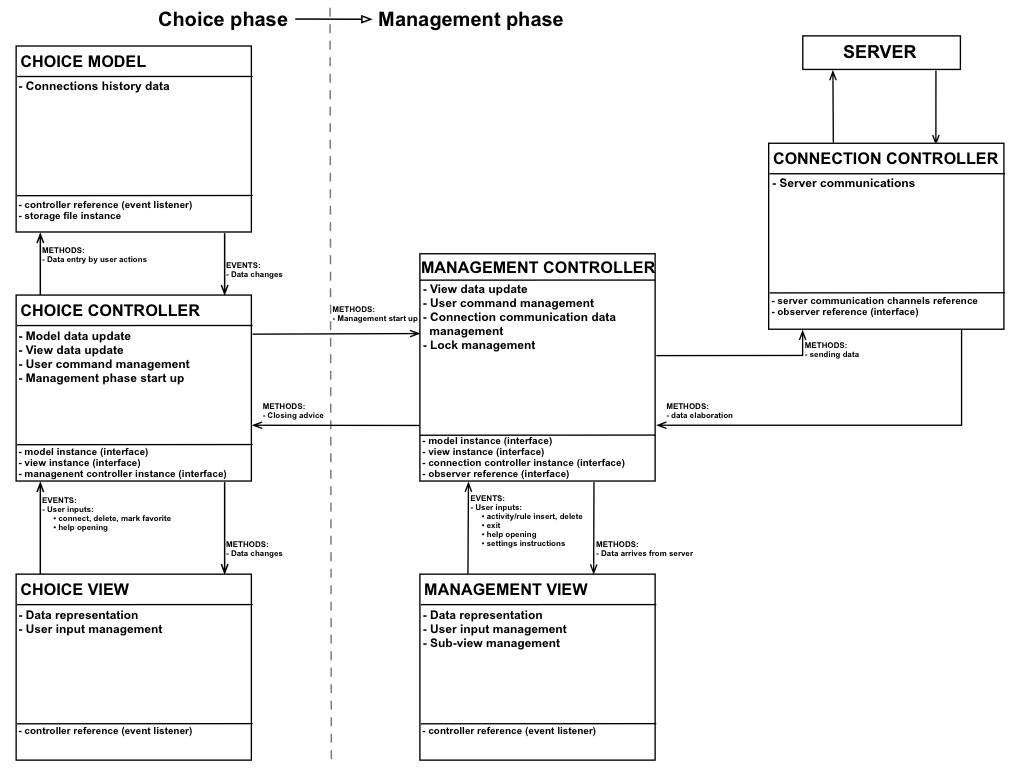 Choice phase
Management phase
CHOICE MODEL
- Connections history data
- controller reference (event listener)
- storage file instance
METHODS:
- Data entry by user actions
EVENTS:
- Data changes
CHOICE CONTROLLER
- Model data update
- View data update
- User command management
- Management phase start up
- model instance (interface)
- view instance (interface)
- management controller instance (interface)
EVENTS:
- User inputs:
• connect, delete, mark favorite
• help opening
METHODS:
- Data changes
CHOICE VIEW
- Data representation
- User input management
- controller reference (event listener)
METHODS:
- Management start up
METHODS:
- Closing advice
MANAGEMENT CONTROLLER
- View data update
- User command management
- Connection communication data
management
- Lock management
- model instance (interface)
- view instance (interface)
- connection controller instance (interface)
- observer reference (interface)
EVENTS:
- User inputs:
• activity/rule insert, delete
• exit
• help opening
• settings instructions
METHODS:
- Data arrives from server
MANAGEMENT VIEW
- Data representation
- User input management
- Sub-view management
- controller reference (event listener)
SERVER
CONNECTION CONTROLLER
- Server communications
- server communication channels reference
- observer reference (interface)
METHODS:
- sending data
METHODS:
- data elaboration